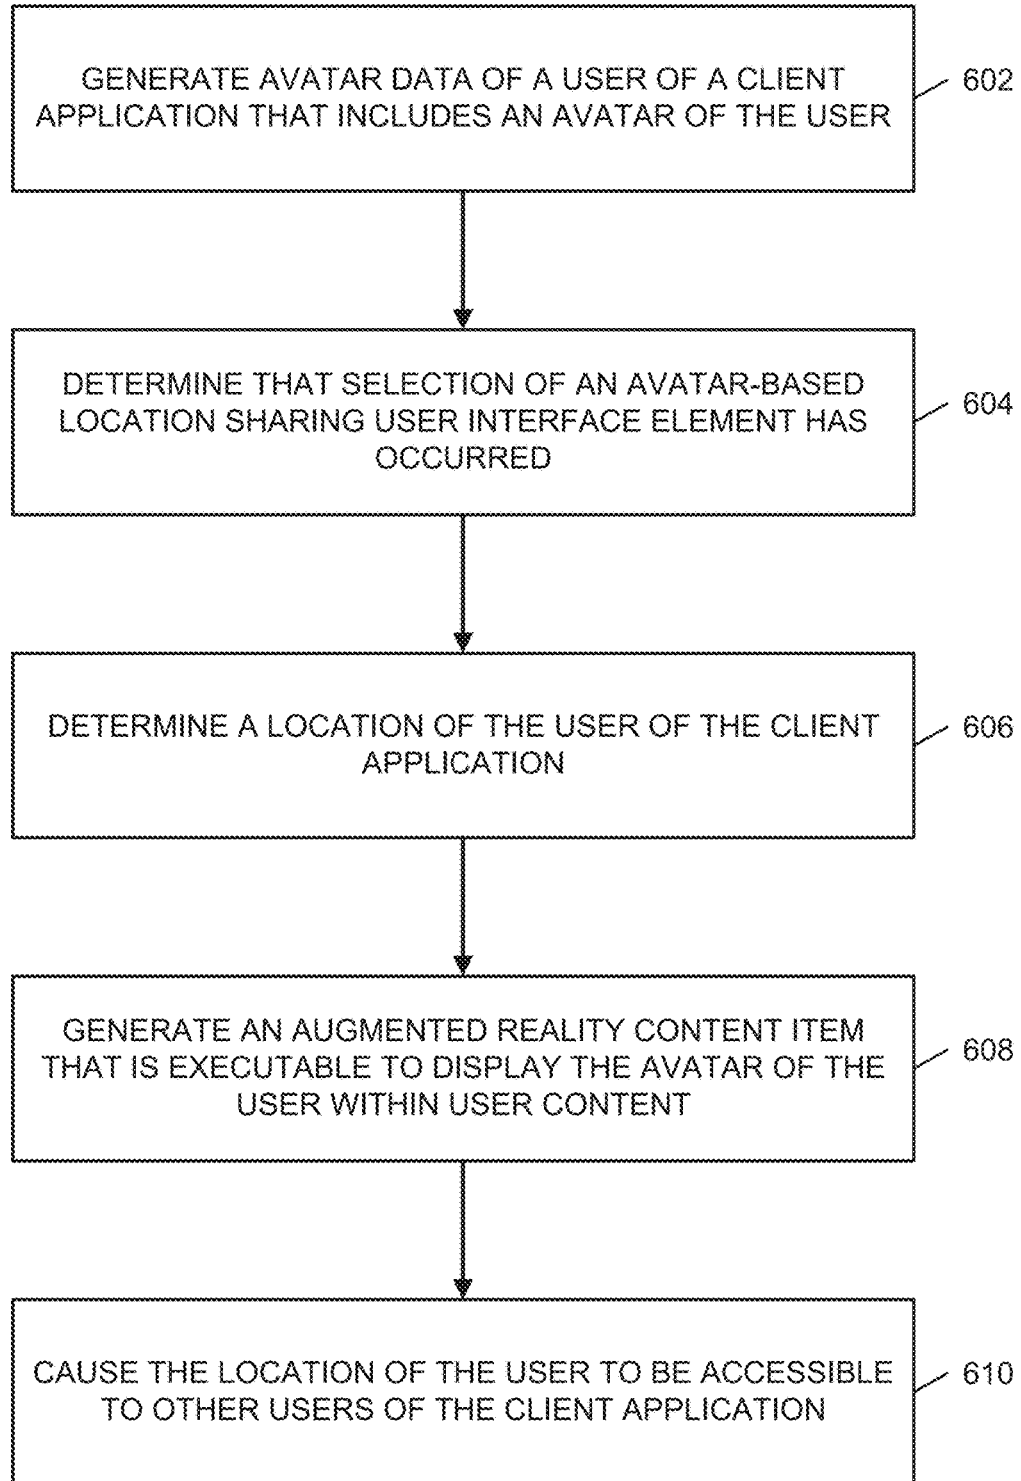 GENERATE AVATAR DATA OF A USER OF A CLIENT
APPLICATION THAT INCLUDES AN AVATAR OF THE USER
602
DETERMINE THAT SELECTION OF AN AVATAR-BASED
LOCATION SHARING USER INTERFACE ELEMENT HAS
OCCURRED
604
DETERMINE A LOCATION OF THE USER OF THE CLIENT
APPLICATION
606
GENERATE AN AUGMENTED REALITY CONTENT ITEM
THAT IS EXECUTABLE TO DISPLAY THE AVATAR OF THE
USER WITHIN USER CONTENT
608
CAUSE THE LOCATION OF THE USER TO BE ACCESSIBLE
TO OTHER USERS OF THE CLIENT APPLICATION
610